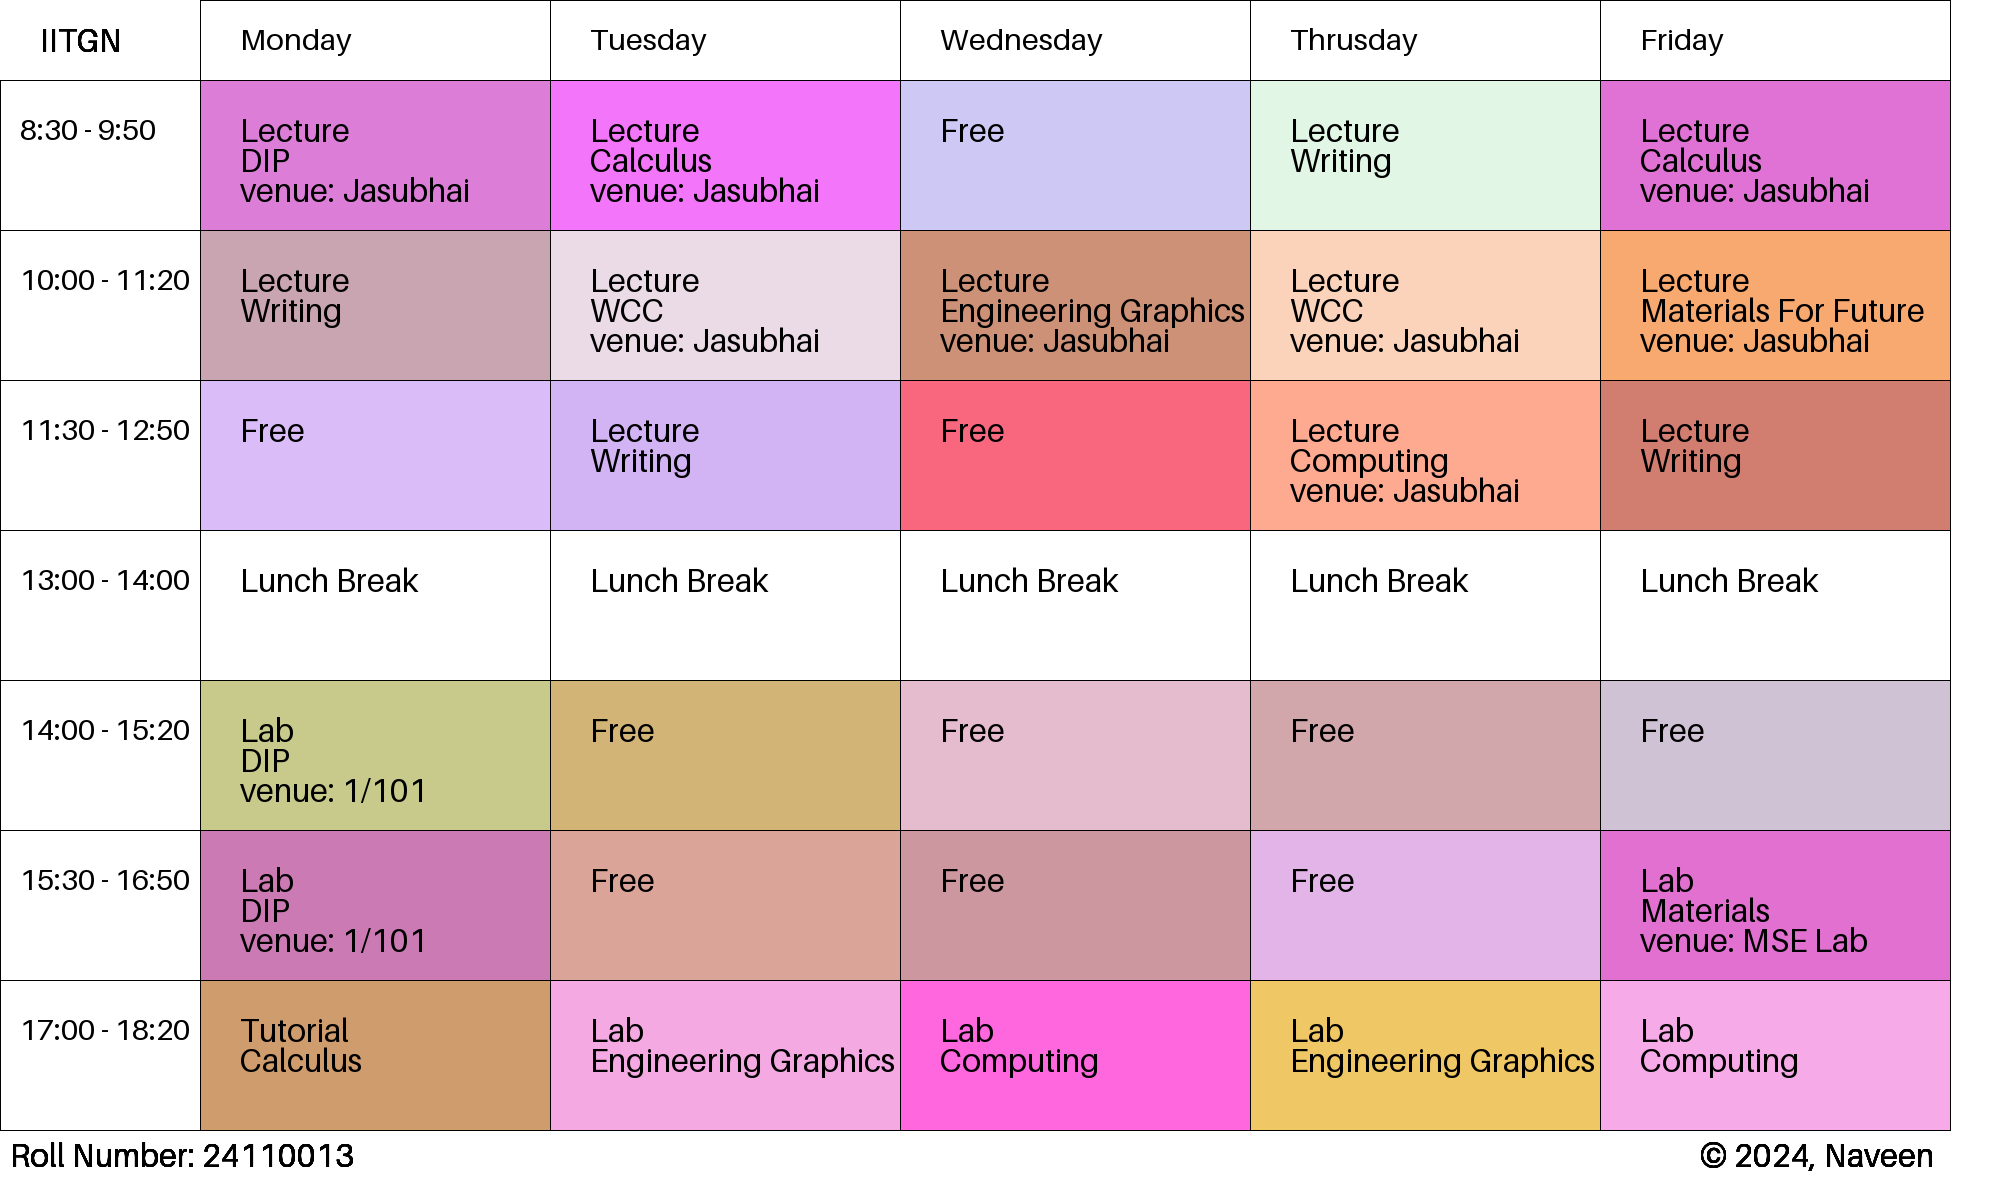 IITGN
Monday
Tuesday
Wednesday
Thrusday
Friday
8:30 - 9:50
Lecture
DIP
venue: Jasubhai
Lecture
Calculus
venue: Jasubhai
Free
Lecture
Writing
Lecture
Calculus
venue: Jasubhai
10:00 - 11:20
Lecture
Writing
Lecture
WCC
venue: Jasubhai
Lecture
Engineering Graphics
venue: Jasubhai
Lecture
WCC
venue: Jasubhai
Lecture
Materials For Future
venue: Jasubhai
11:30 - 12:50
Free
Lecture
Writing
Free
Lecture
Computing
venue: Jasubhai
Lecture
Writing
13:00 - 14:00
Lunch Break
Lunch Break
Lunch Break
Lunch Break
Lunch Break
14:00 - 15:20
Lab
DIP
venue: 1/101
Free
Free
Free
Free
15:30 - 16:50
Lab
DIP
venue: 1/101
Free
Free
Free
Lab
Materials
venue: MSE Lab
17:00 - 18:20
Tutorial
Calculus
Lab
Engineering Graphics
Lab
Computing
Lab
Engineering Graphics
Lab
Computing
Roll Number: 24110013
© 2024, Naveen